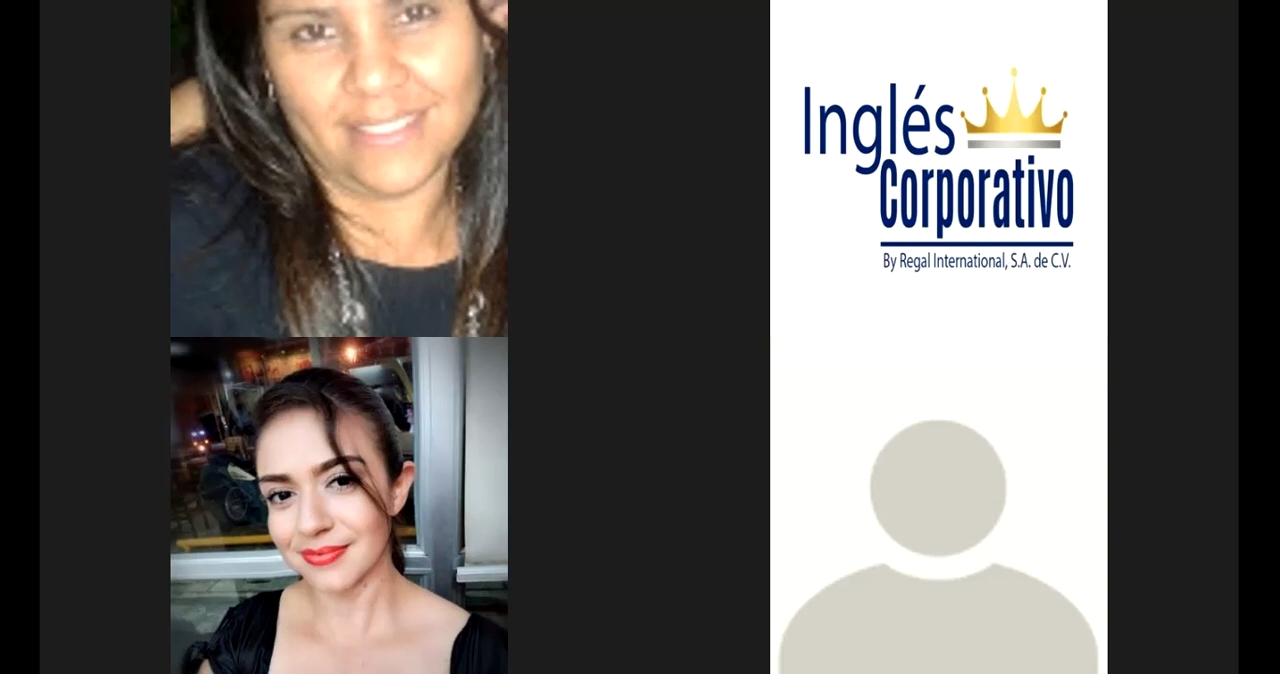 Inglés
Corporativo
By Regal International, S.A. de C.V.